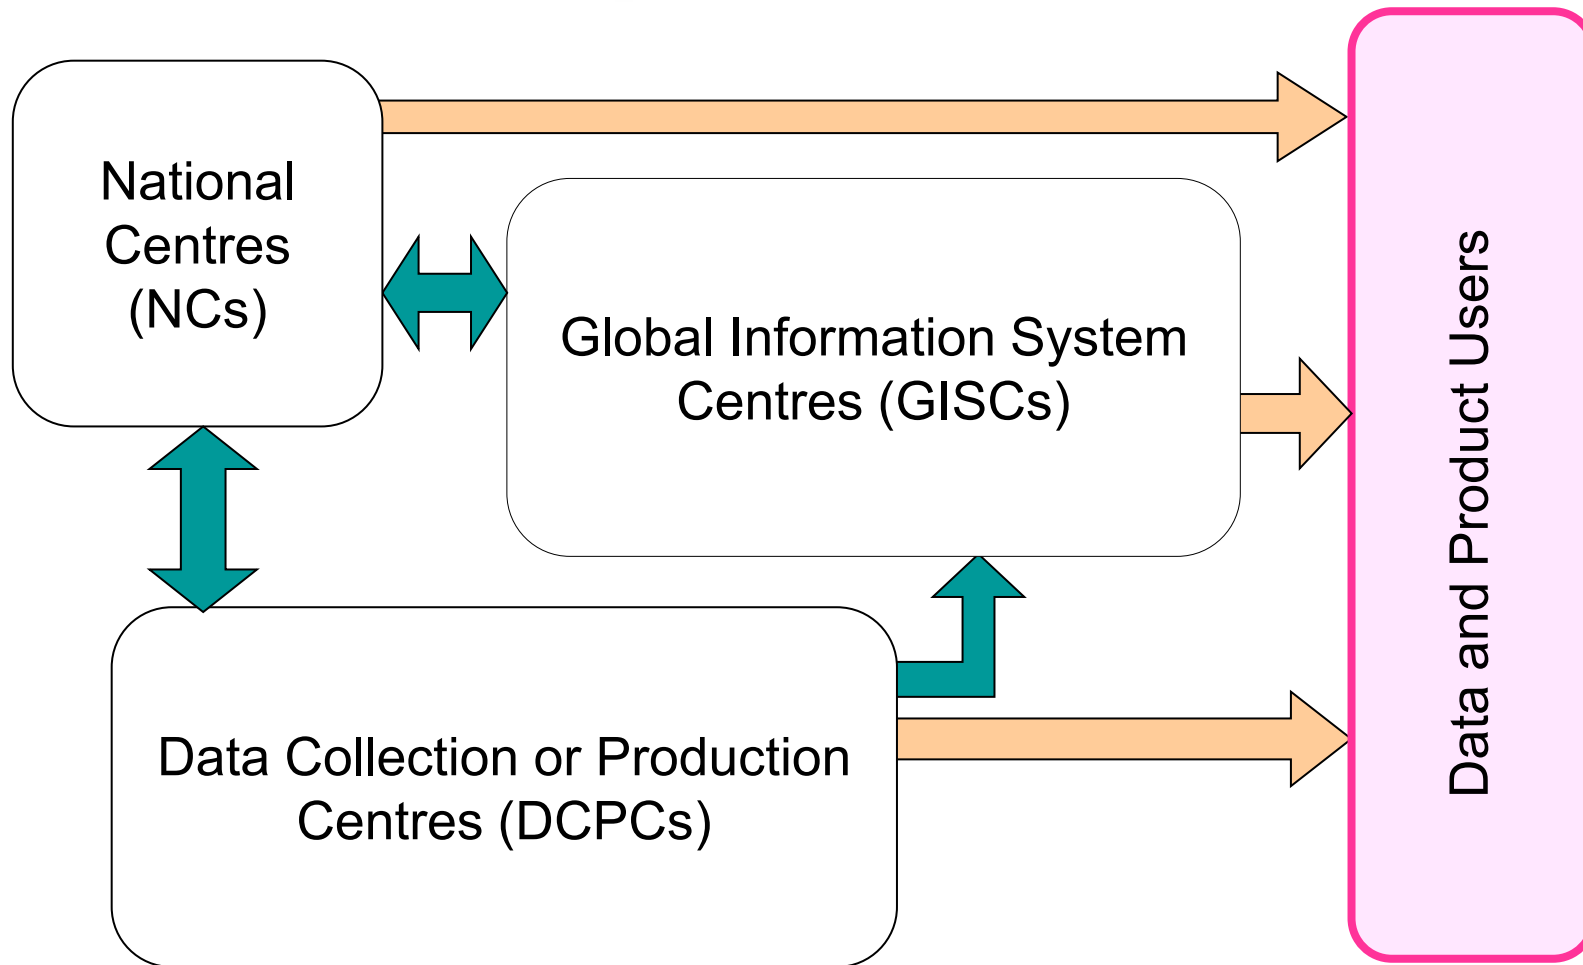 National
Centres
(NCs)
Global Information System
Centres (GISCs)
Data Collection or Production
Centres (DCPCs)
Data and Product Users